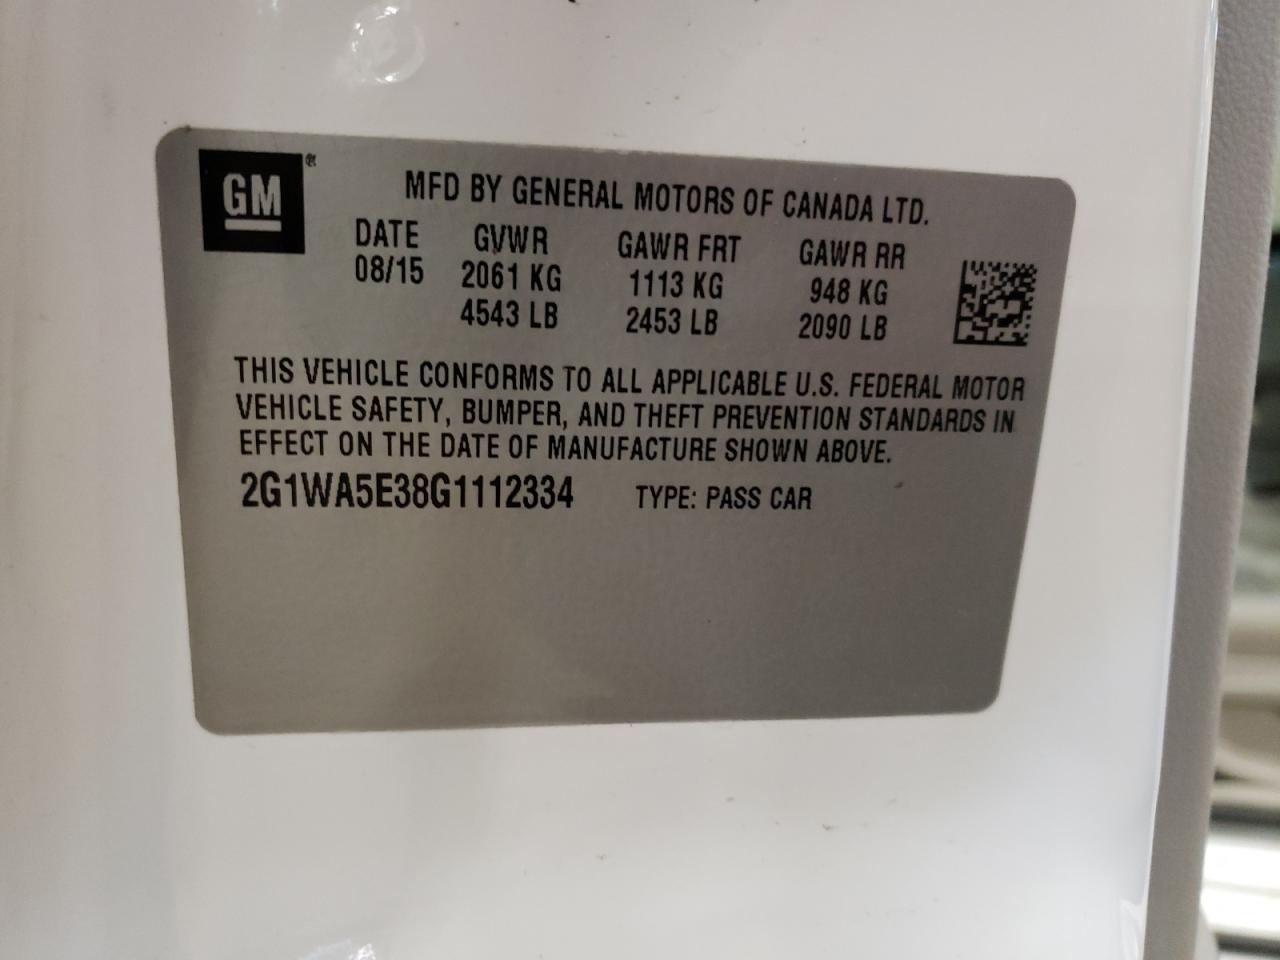 GM®
MFD BY GENERAL MOTORS OF CANADA LTD.
DATE GVWR GAWR FRT GAWR RR
08/15 2061 KG 1113 KG 948 KG
4543 LB 2453 LB 2090 LB
THIS VEHICLE CONFORMS TO ALL APPLICABLE U.S. FEDERAL MOTOR
VEHICLE SAFETY, BUMPER, AND THEFT PREVENTION STANDARDS IN
EFFECT ON THE DATE OF MANUFACTURE SHOWN ABOVE.
2G1WA5E38G1112334 TYPE: PASS CAR